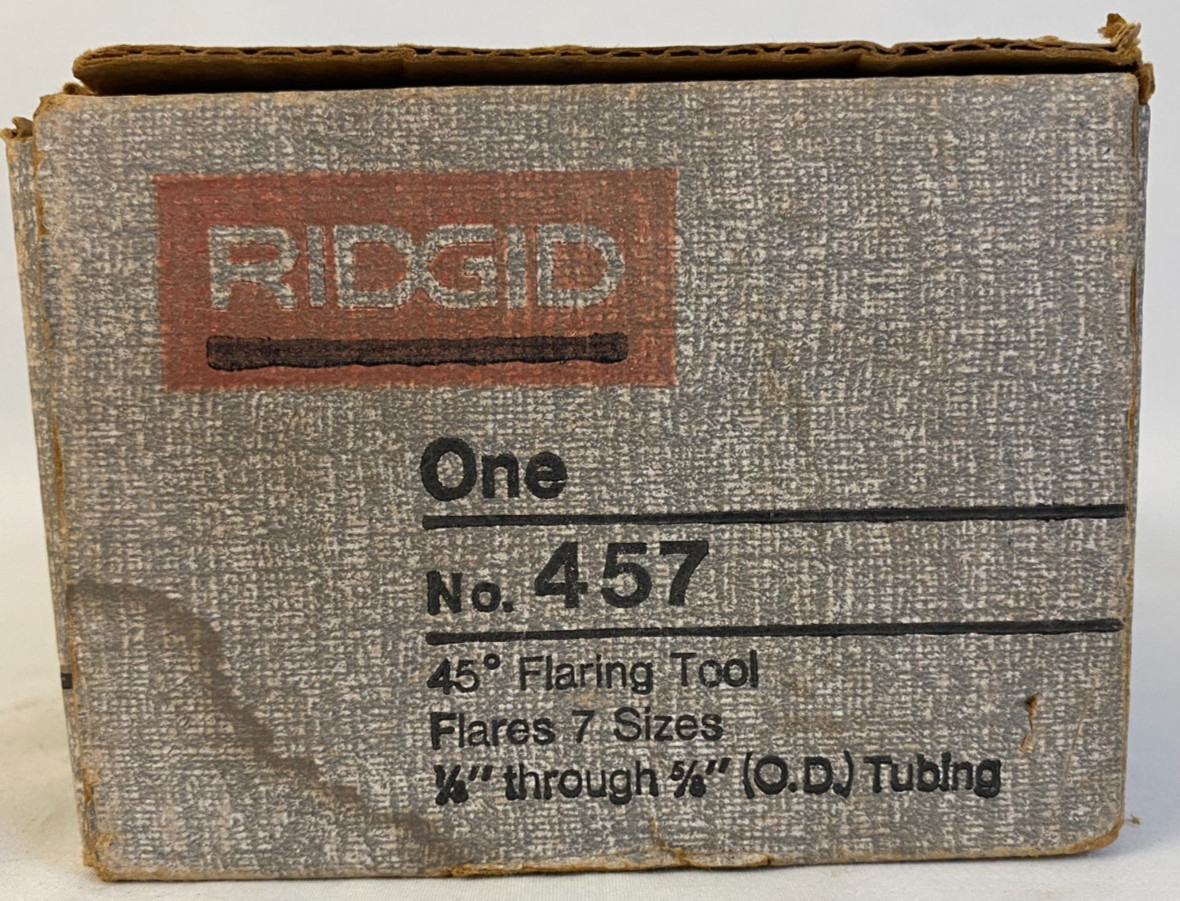 RIDGID
One
No. 457
45° Flaring Tool
Flares 7 Sizes
⅛" through ⅝" (O.D.) Tubing